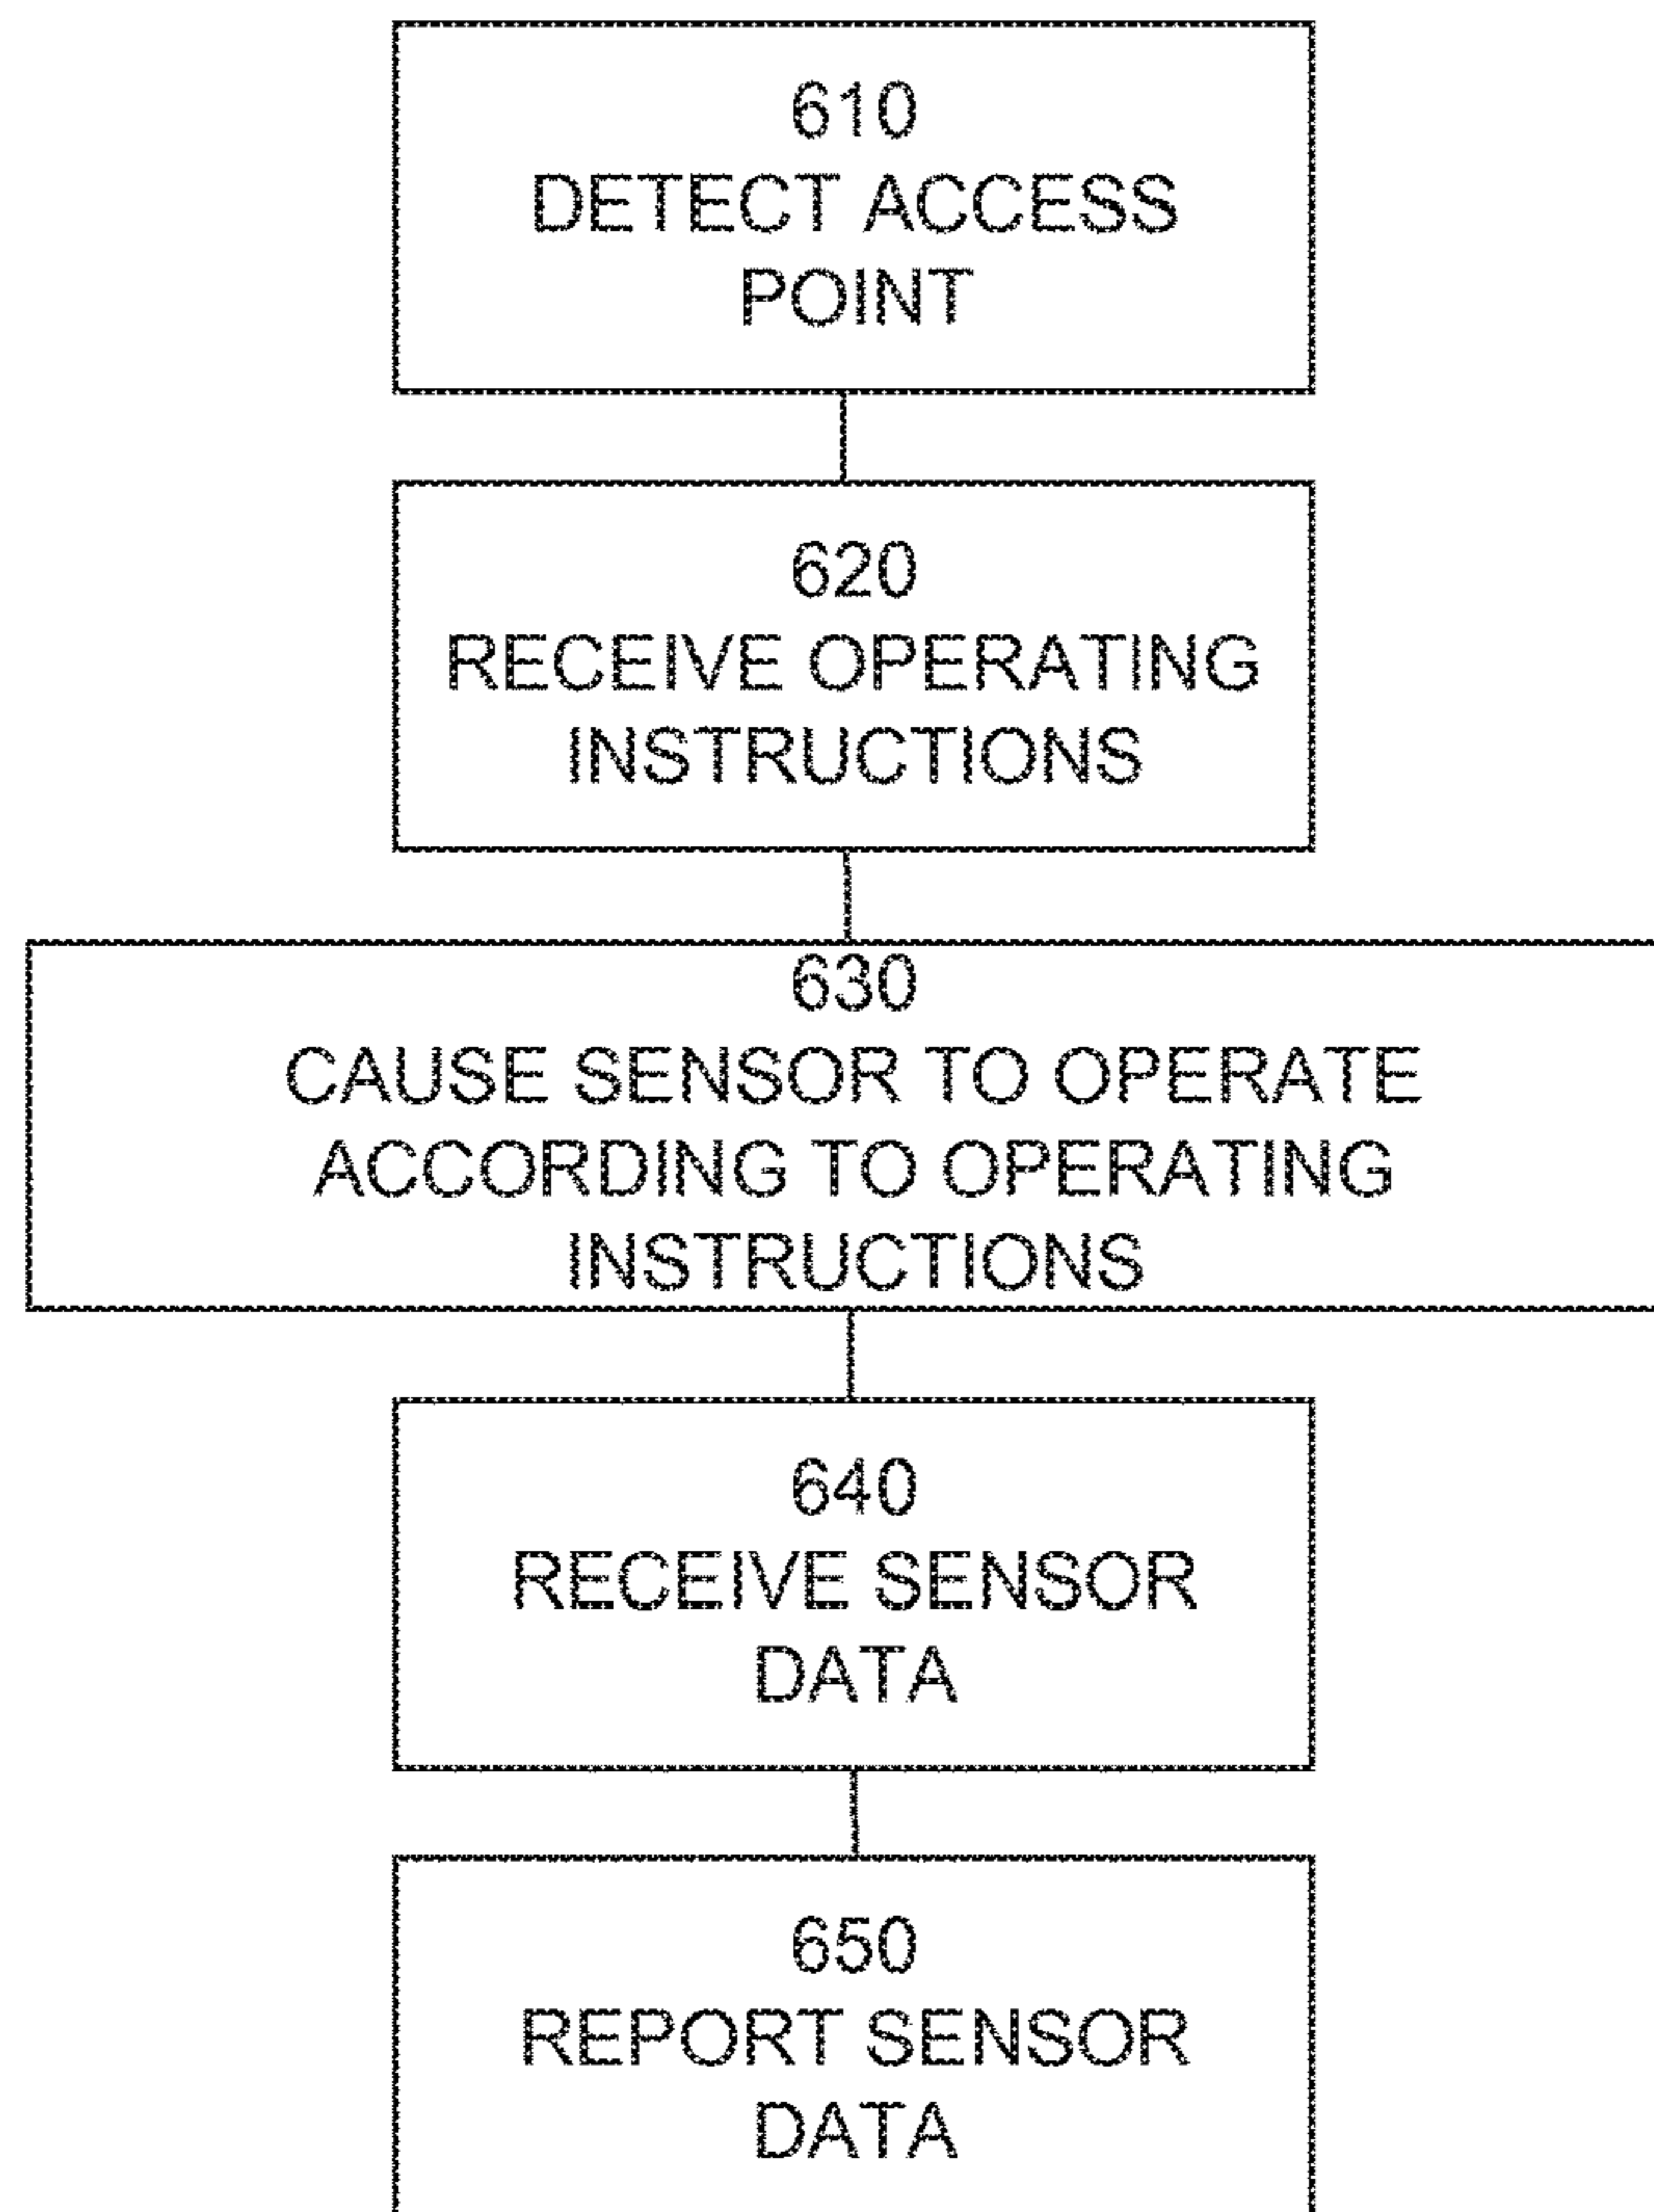 610
DETECT ACCESS
POINT
620
RECEIVE OPERATING
INSTRUCTIONS
630
CAUSE SENSOR TO OPERATE
ACCORDING TO OPERATING
INSTRUCTIONS
640
RECEIVE SENSOR
DATA
650
REPORT SENSOR
DATA